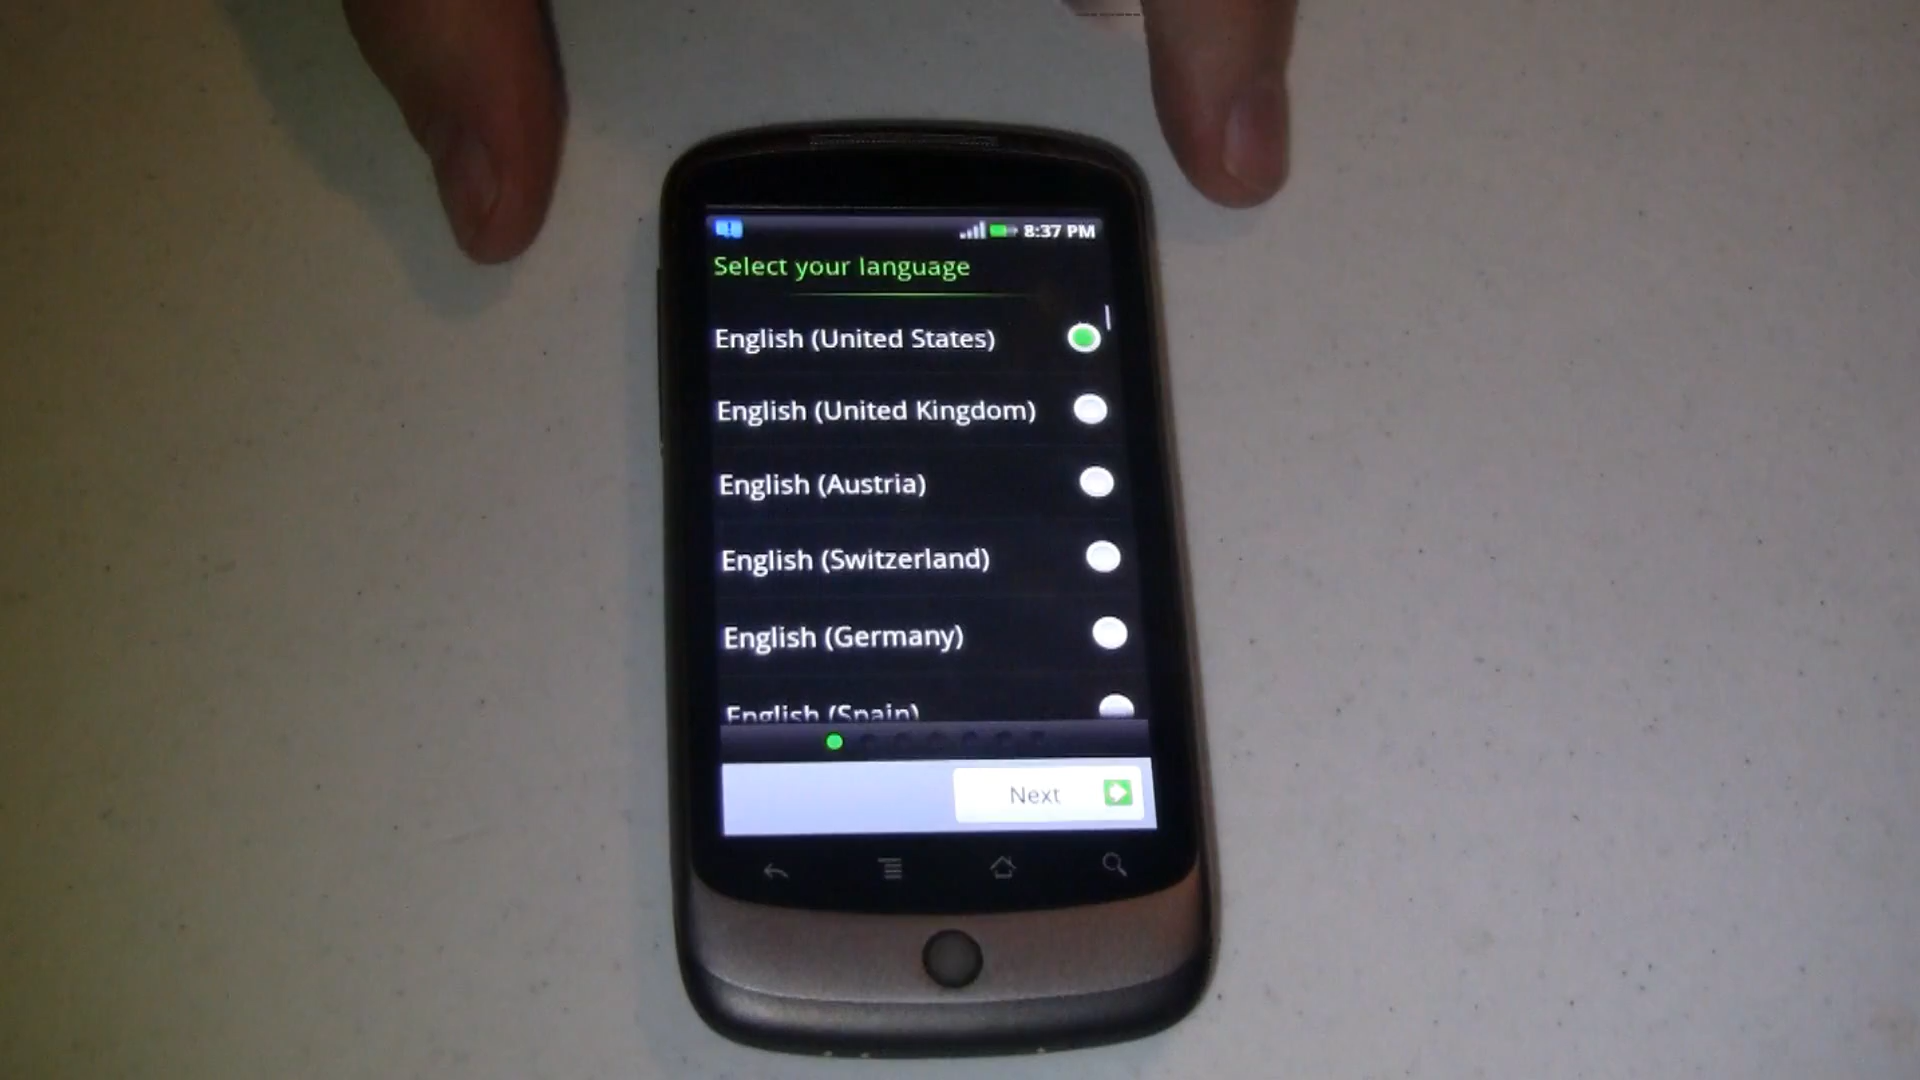 8:37 PM
Select your language
English (United States)
English (United Kingdom)
English (Austria)
English (Switzerland)
English (Germany)
English (Spain)
Next